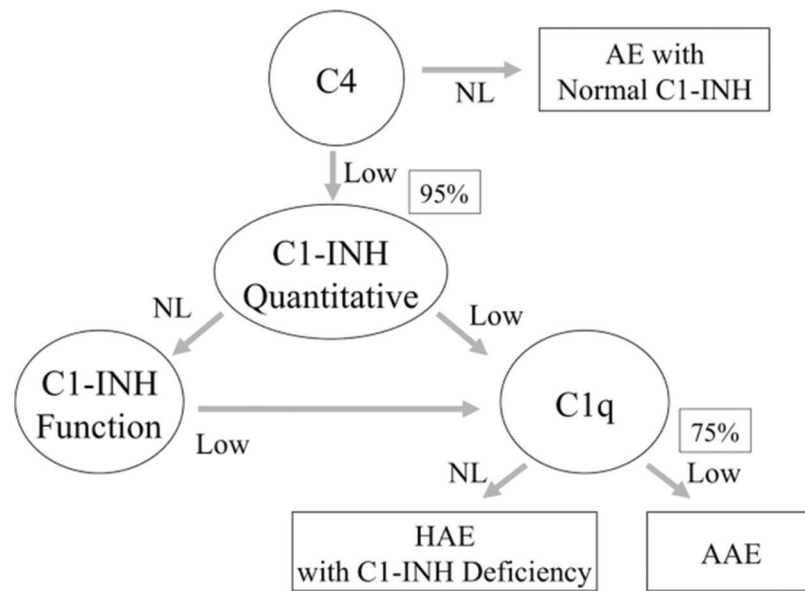 C4
NL
AE with
Normal C1-INH
Low
95%
C1-INH
Quantitative
NL
Low
C1-INH
Function
Low
C1q
75%
NL
Low
HAE
with C1-INH Deficiency
AAE